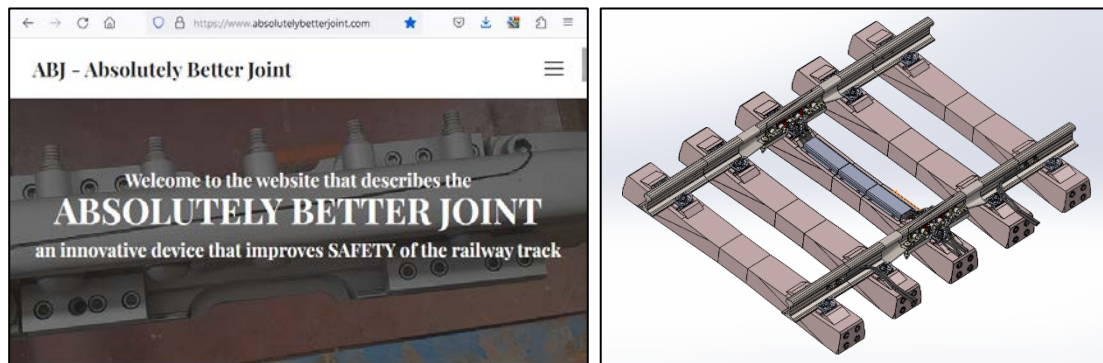 https://www.absolutelybetterjoint.com
ABJ - Absolutely Better Joint
Welcome to the website that describes the
ABSOLUTELY BETTER JOINT
an innovative device that improves SAFETY of the railway track